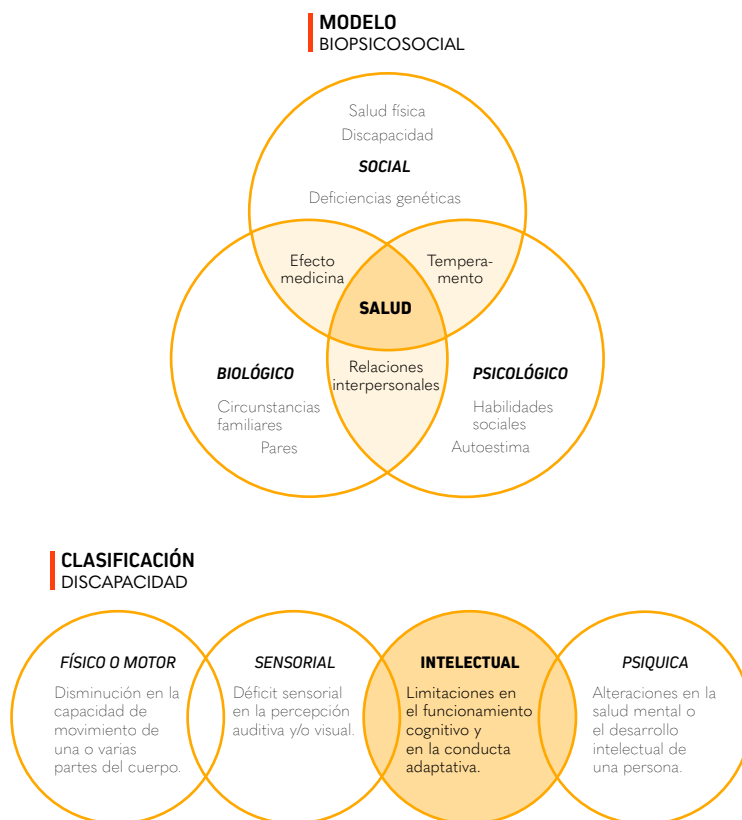 MODELO
BIOPSICOSOCIAL
Salud física
Discapacidad
SOCIAL
Deficiencias genéticas
Efecto
medicina
Tempera-
mento
SALUD
BIOLÓGICO
Circunstancias
familiares
Pares
Relaciones
interpersonales
PSICOLÓGICO
Habilidades
sociales
Autoestima
CLASIFICACIÓN
DISCAPACIDAD
FÍSICO O MOTOR
Disminución en la
capacidad de
movimiento de
una o varias
partes del cuerpo.
SENSORIAL
Déficit sensorial
en la percepción
auditiva y/o visual.
INTELECTUAL
Limitaciones en
el funcionamiento
cognitivo y
en la conducta
adaptativa.
PSIQUICA
Alteraciones en la
salud mental o
el desarrollo
intelectual de
una persona.